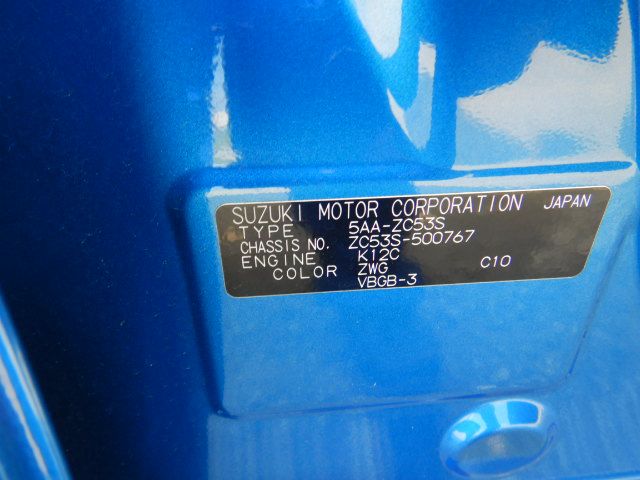 SUZUKI MOTOR CORPORATION JAPAN
TYPE 5AA-ZC53S
CHASSIS NO. ZC53S-500767
ENGINE K12C
COLOR ZWG C10
VBGB-3